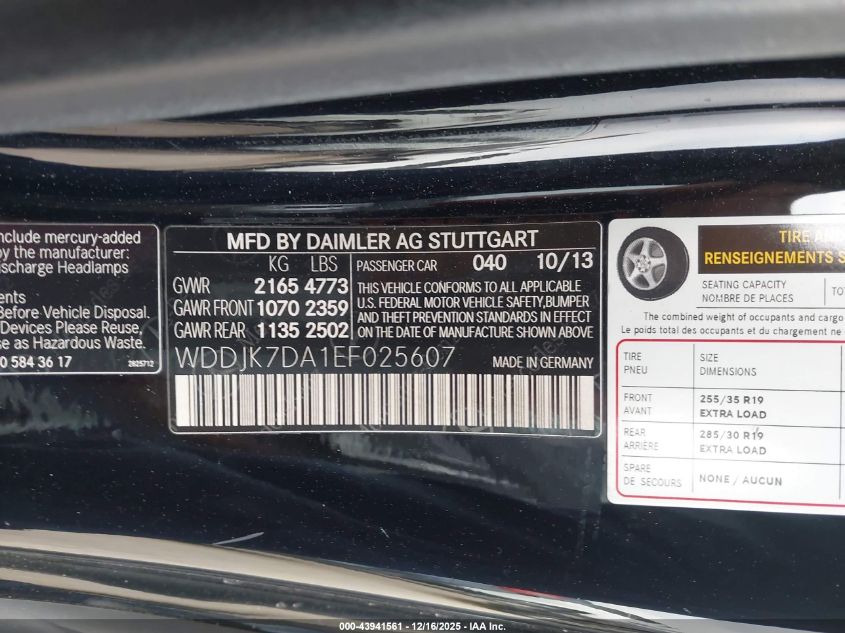 nclude mercury-added
by the manufacturer:
scharge Headlamps
ents
Before Vehicle Disposal.
Devices Please Reuse,
se as Hazardous Waste.
0 584 36 17
2825712
MFD BY DAIMLER AG STUTTGART
KG LBS
GWR 2165 4773
GAWR FRONT 1070 2359
GAWR REAR 1135 2502
PASSENGER CAR 040 10/13
THIS VEHICLE CONFORMS TO ALL APPLICABLE
U.S. FEDERAL MOTOR VEHICLE SAFETY,BUMPER
AND THEFT PREVENTION STANDARDS IN EFFECT
ON THE DATE OF MANUFACTURE SHOWN ABOVE
WDDJK7DA1EF025607
MADE IN GERMANY
TIRE AN
RENSEIGNEMENTS S
SEATING CAPACITY
NOMBRE DE PLACES
TO
The combined weight of occupants and cargo
Le poids total des occupants et du chargement ne
TIRE SIZE
PNEU DIMENSIONS
FRONT 255/35 R19
AVANT EXTRA LOAD
REAR 285/30 R19
ARRIÈRE EXTRA LOAD
SPARE
DE SECOURS NONE / AUCUN
000-43941561 - 12/16/2025 - IAA Inc.